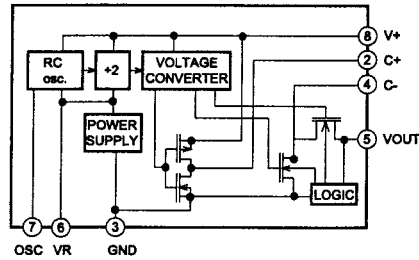 RC
osc.
+2
VOLTAGE
CONVERTER
POWER
SUPPLY
LOGIC
8 V+
2 C+
4 C-
5 VOUT
7 6 3
OSC VR GND